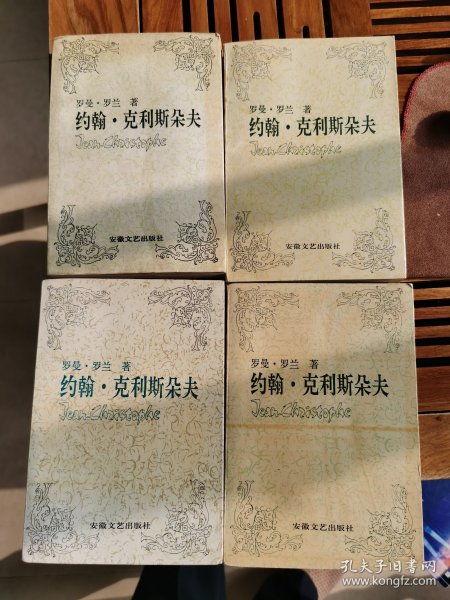 罗曼·罗兰 著
约翰·克利斯朵夫
Jean-Christophe
安徽文艺出版社
罗曼·罗兰 著
约翰·克利斯朵夫
Jean-Christophe
安徽文艺出版社
罗曼·罗兰 著
约翰·克利斯朵夫
Jean-Christophe
安徽文艺出版社
罗曼·罗兰 著
约翰·克利斯朵夫
Jean-Christophe
安徽文艺出版社
孔夫子旧书网
www.kongfz.com